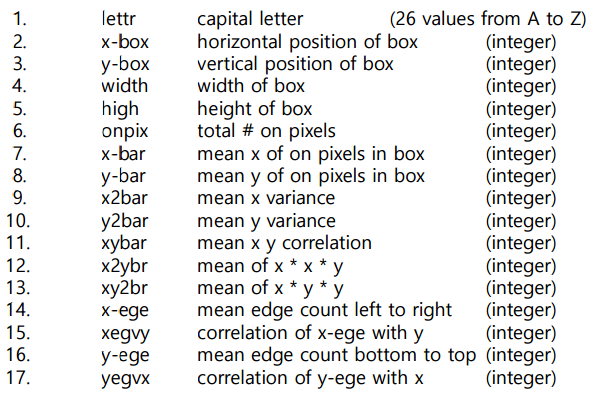 1. lettr capital letter (26 values from A to Z)
2. x-box horizontal position of box (integer)
3. y-box vertical position of box (integer)
4. width width of box (integer)
5. high height of box (integer)
6. onpix total # on pixels (integer)
7. x-bar mean x of on pixels in box (integer)
8. y-bar mean y of on pixels in box (integer)
9. x2bar mean x variance (integer)
10. y2bar mean y variance (integer)
11. xybar mean x y correlation (integer)
12. x2ybr mean of x * x * y (integer)
13. xy2br mean of x * y * y (integer)
14. x-ege mean edge count left to right (integer)
15. xegvy correlation of x-ege with y (integer)
16. y-ege mean edge count bottom to top (integer)
17. yegvx correlation of y-ege with x (integer)